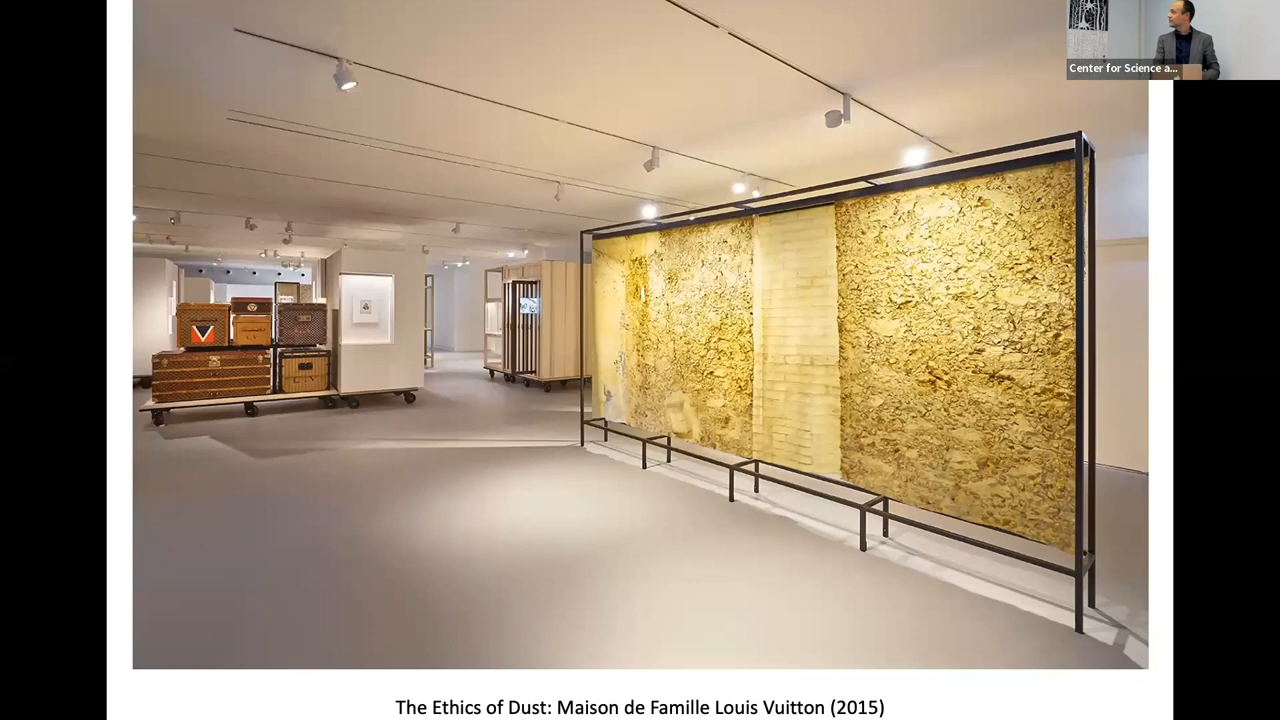 Center for Science a...
The Ethics of Dust: Maison de Famille Louis Vuitton (2015)